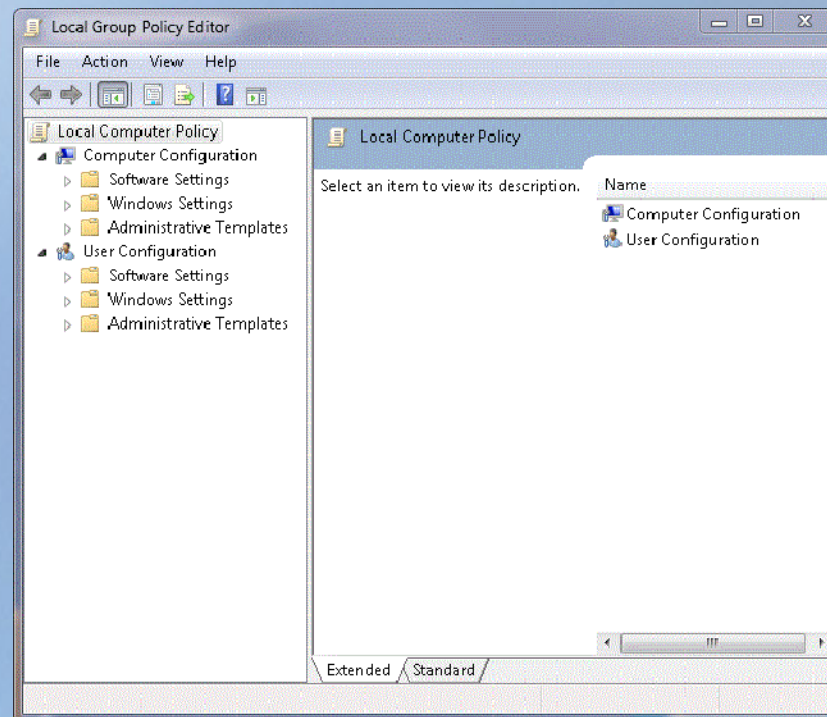 Local Group Policy Editor
File Action View Help
Local Computer Policy
Computer Configuration
Software Settings
Windows Settings
Administrative Templates
User Configuration
Software Settings
Windows Settings
Administrative Templates
Local Computer Policy
Select an item to view its description.
Name
Computer Configuration
User Configuration
Extended Standard